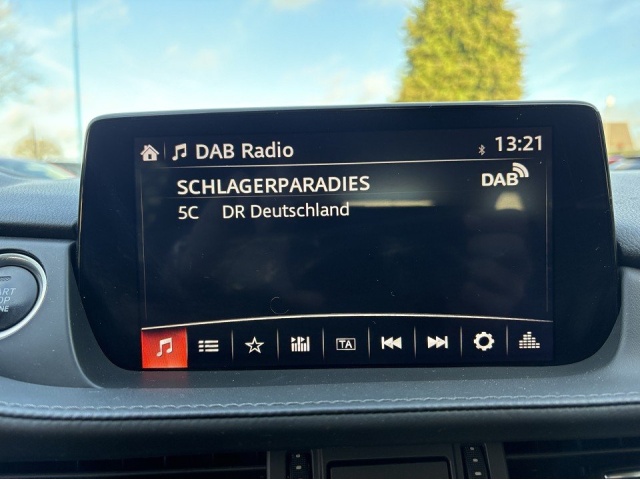 DAB Radio
13:21
SCHLAGERPARADIES
DAB
5C DR Deutschland
TA